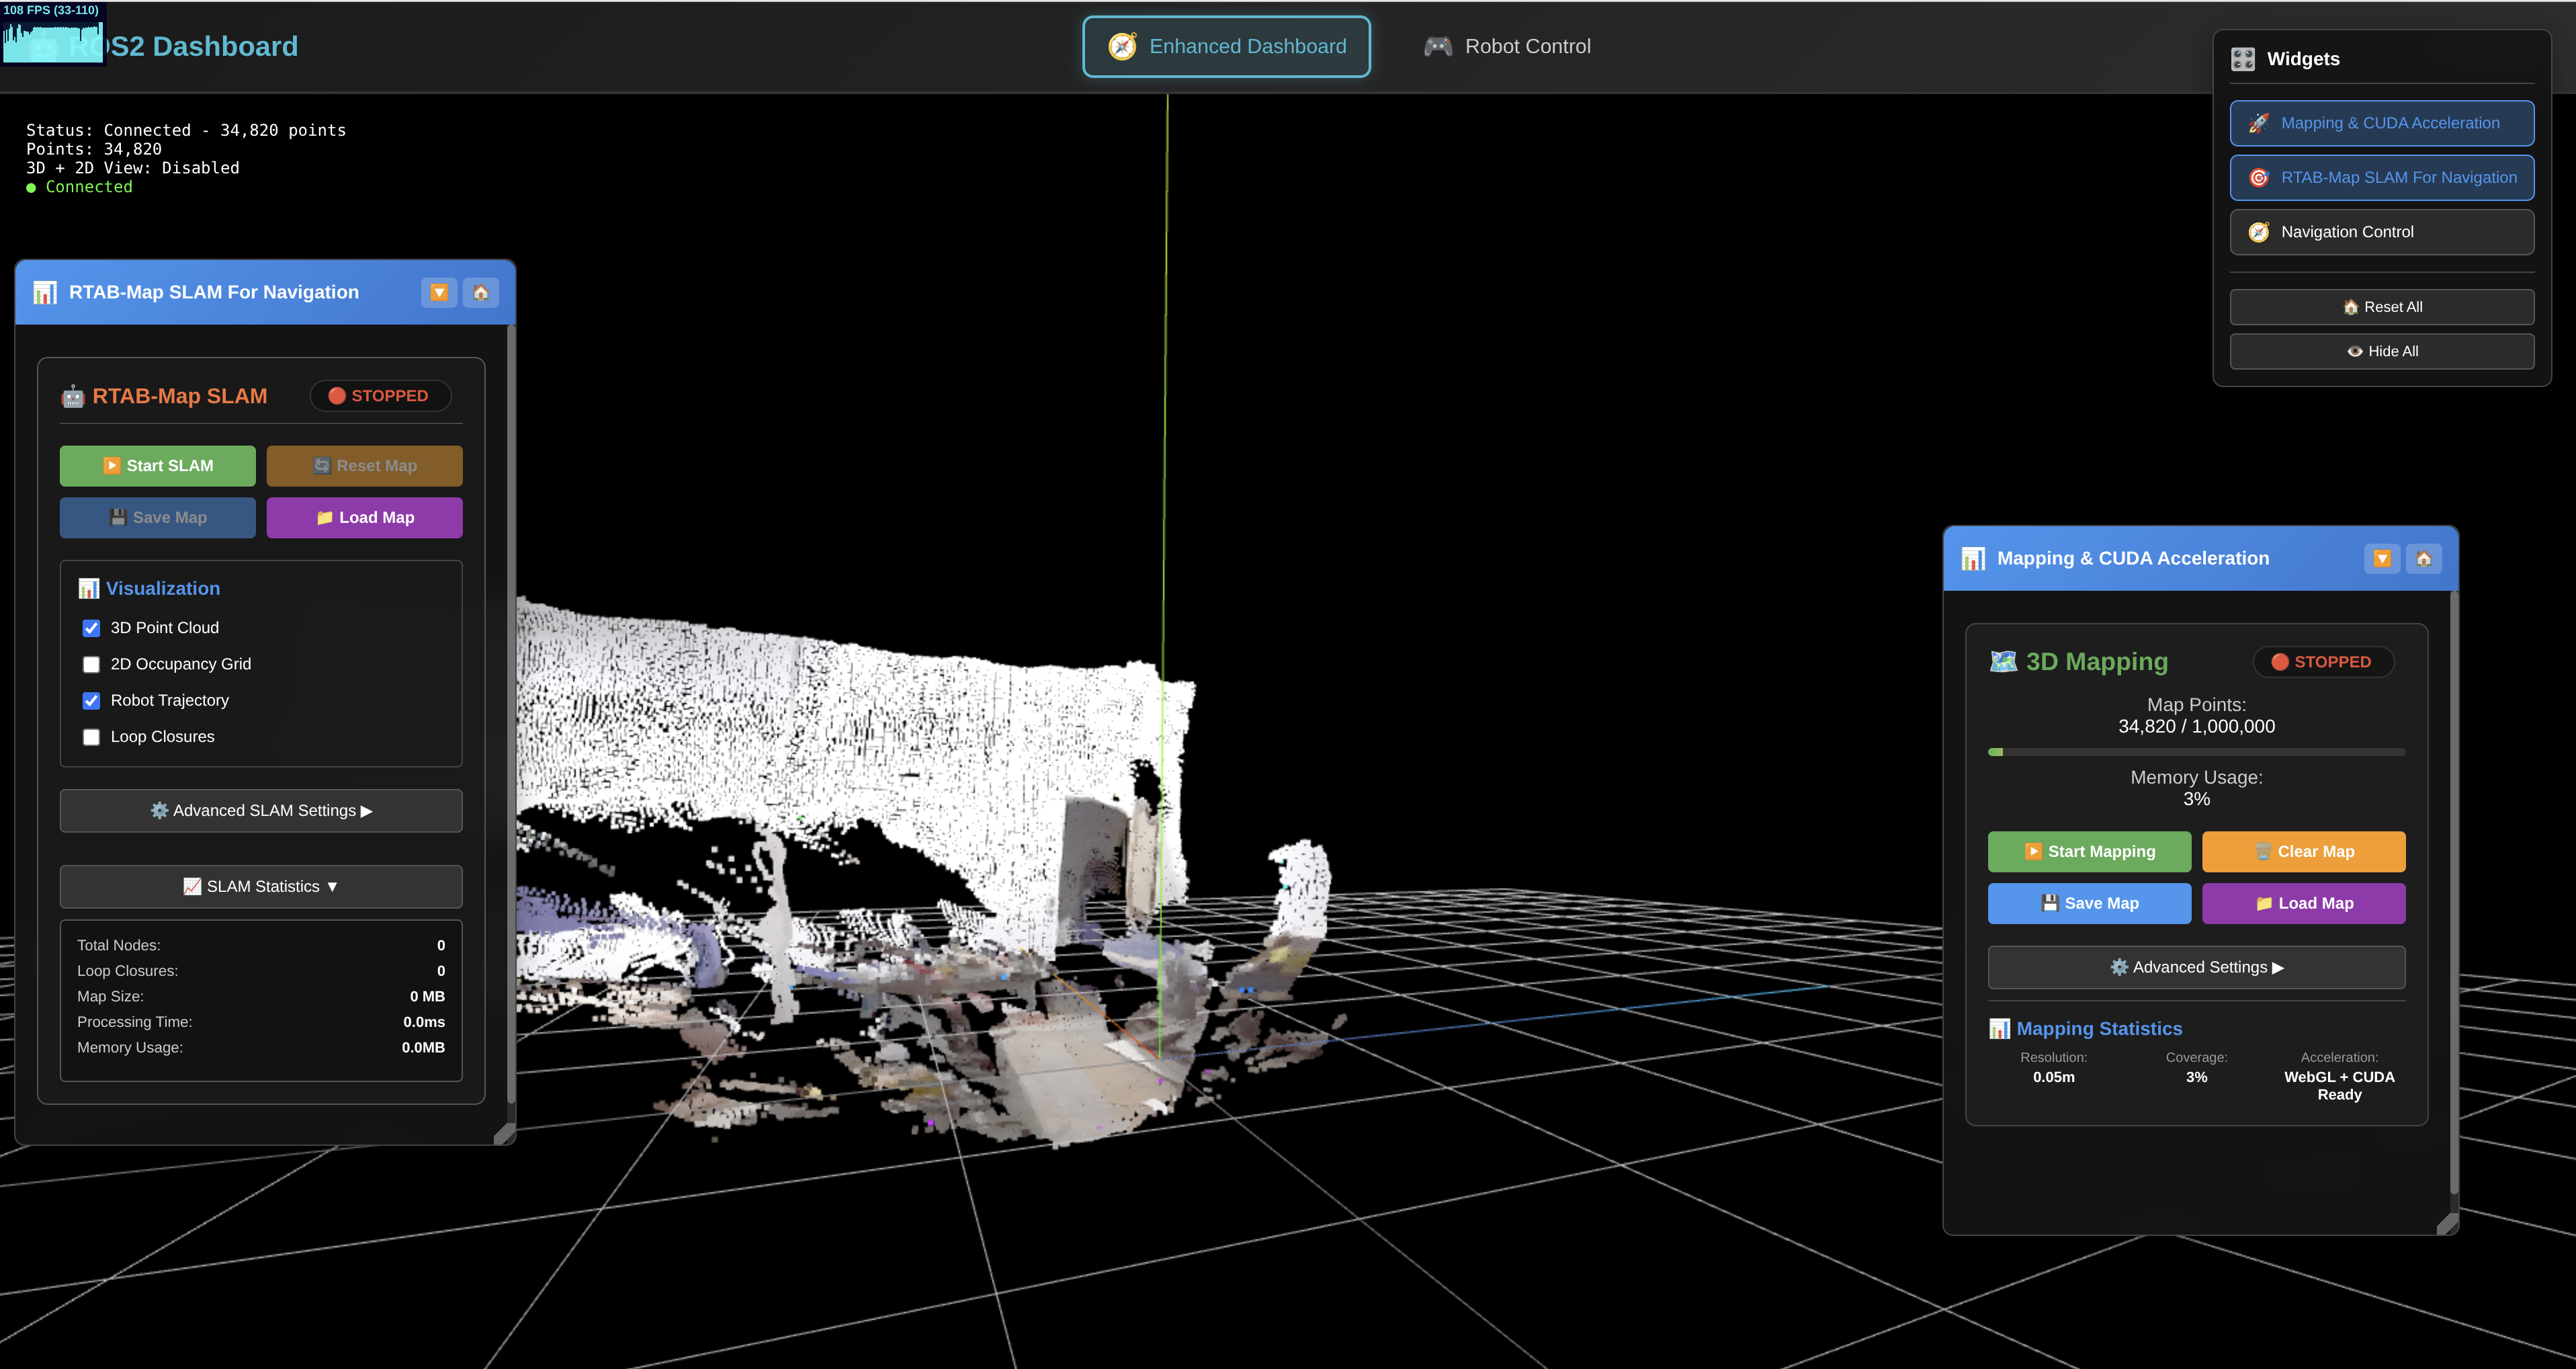 108 FPS (33-110)
ROS2 Dashboard
Enhanced Dashboard
Robot Control
Status: Connected - 34,820 points
Points: 34,820
3D + 2D View: Disabled
● Connected
Widgets
Mapping & CUDA Acceleration
RTAB-Map SLAM For Navigation
Navigation Control
Reset All
Hide All
RTAB-Map SLAM For Navigation
RTAB-Map SLAM
STOPPED
Start SLAM
Reset Map
Save Map
Load Map
Visualization
3D Point Cloud
2D Occupancy Grid
Robot Trajectory
Loop Closures
Advanced SLAM Settings ▶
SLAM Statistics ▼
Total Nodes: 0
Loop Closures: 0
Map Size: 0 MB
Processing Time: 0.0ms
Memory Usage: 0.0MB
Mapping & CUDA Acceleration
3D Mapping
STOPPED
Map Points:
34,820 / 1,000,000
Memory Usage:
3%
Start Mapping
Clear Map
Save Map
Load Map
Advanced Settings ▶
Mapping Statistics
Resolution: Coverage: Acceleration:
0.05m 3% WebGL + CUDA
Ready